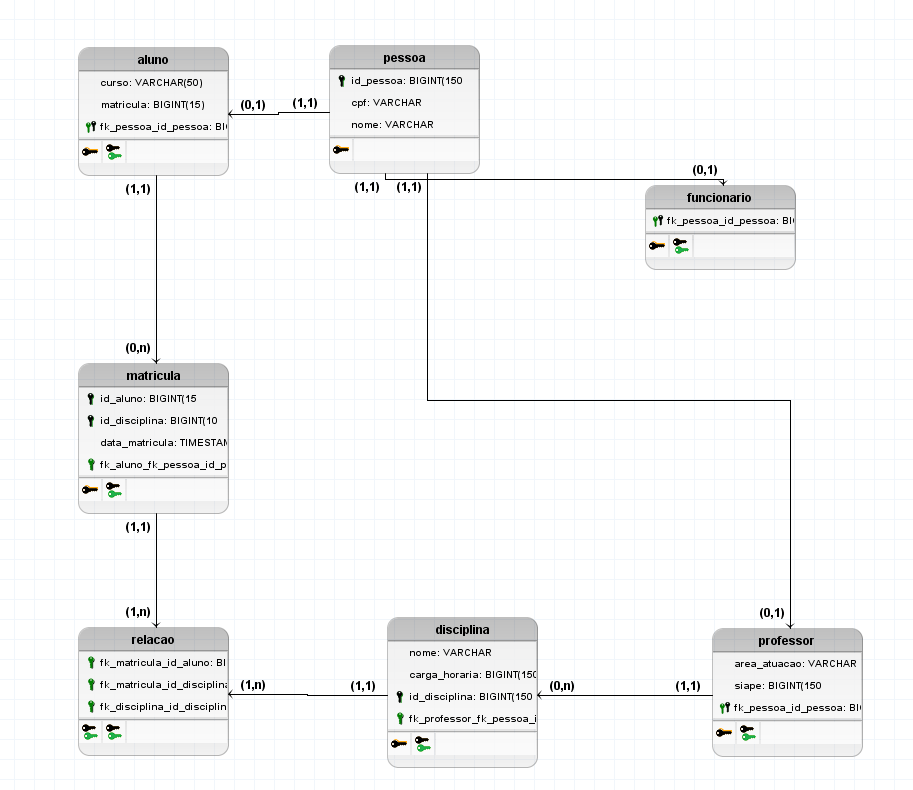 aluno
curso: VARCHAR(50)
matricula: BIGINT(15)
fk_pessoa_id_pessoa: BI
pessoa
id_pessoa: BIGINT(150
cpf: VARCHAR
nome: VARCHAR
(0,1)
(1,1)
(1,1)
(1,1)
(1,1)
(0,1)
funcionario
fk_pessoa_id_pessoa: BIG
(0,n)
matricula
id_aluno: BIGINT(15
id_disciplina: BIGINT(10
data_matricula: TIMESTAM
fk_aluno_fk_pessoa_id_p
(1,1)
(1,n)
relacao
fk_matricula_id_aluno: BI
fk_matricula_id_disciplina
fk_disciplina_id_disciplin
(1,n)
(1,1)
disciplina
nome: VARCHAR
carga_horaria: BIGINT(150
id_disciplina: BIGINT(150
fk_professor_fk_pessoa_i
(0,n)
(1,1)
(0,1)
professor
area_atuacao: VARCHAR
siape: BIGINT(150
fk_pessoa_id_pessoa: BI